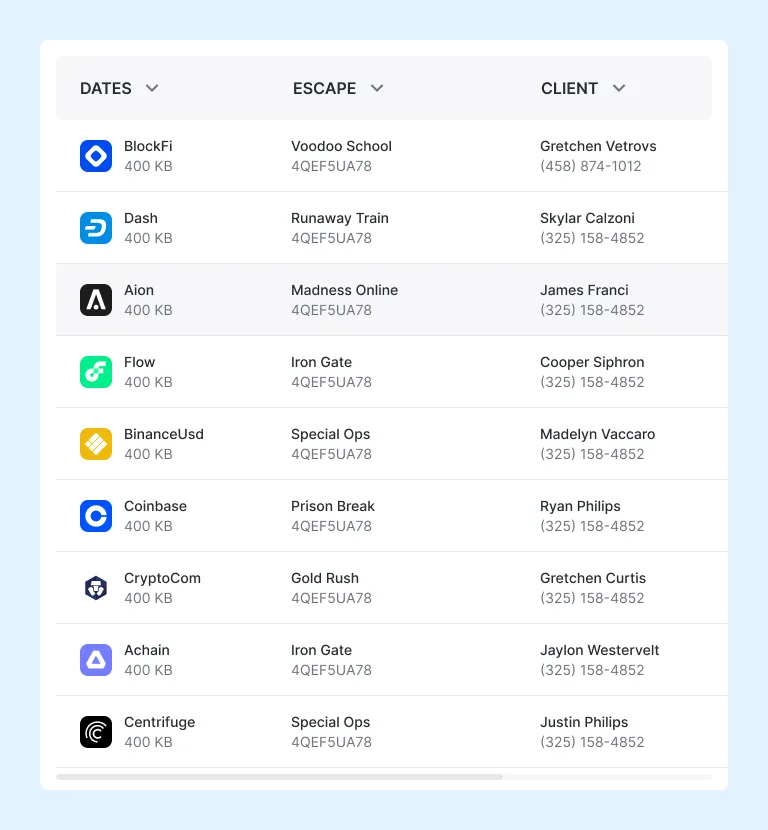 DATES ESCAPE CLIENT
BlockFi Voodoo School Gretchen Vetrovs
400 KB 4QEF5UA78 (458) 874-1012
Dash Runaway Train Skylar Calzoni
400 KB 4QEF5UA78 (325) 158-4852
Aion Madness Online James Franci
400 KB 4QEF5UA78 (325) 158-4852
Flow Iron Gate Cooper Siphron
400 KB 4QEF5UA78 (325) 158-4852
BinanceUsd Special Ops Madelyn Vaccaro
400 KB 4QEF5UA78 (325) 158-4852
Coinbase Prison Break Ryan Philips
400 KB 4QEF5UA78 (325) 158-4852
CryptoCom Gold Rush Gretchen Curtis
400 KB 4QEF5UA78 (325) 158-4852
Achain Iron Gate Jaylon Westervelt
400 KB 4QEF5UA78 (325) 158-4852
Centrifuge Special Ops Justin Philips
400 KB 4QEF5UA78 (325) 158-4852